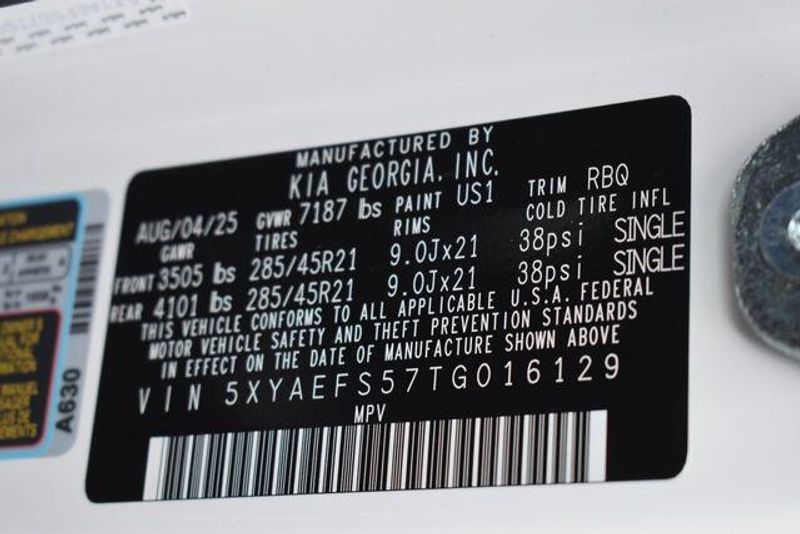 MANUFACTURED BY
KIA GEORGIA, INC.
AUG/04/25 GVWR 7187 lbs PAINT US1 TRIM RBQ
GAWR TIRES RIMS COLD TIRE INFL
FRONT 3505 lbs 285/45R21 9.0Jx21 38psi SINGLE
REAR 4101 lbs 285/45R21 9.0Jx21 38psi SINGLE
THIS VEHICLE CONFORMS TO ALL APPLICABLE U.S.A. FEDERAL
MOTOR VEHICLE SAFETY AND THEFT PREVENTION STANDARDS
IN EFFECT ON THE DATE OF MANUFACTURE SHOWN ABOVE
VIN 5XYAEFS57TG016129
MPV
A630